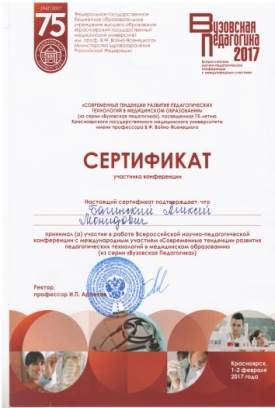 1942-2017
75
Федеральное государственное
бюджетное образовательное
учреждение высшего образования
«Красноярский государственный
медицинский университет
им. проф. В.Ф. Войно-Ясенецкого»
Министерства здравоохранения
Российской Федерации
Вузовская
Педагогика
2017
Всероссийская
научно-педагогическая
конференция
с международным участием
«СОВРЕМЕННЫЕ ТЕНДЕНЦИИ РАЗВИТИЯ ПЕДАГОГИЧЕСКИХ
ТЕХНОЛОГИЙ В МЕДИЦИНСКОМ ОБРАЗОВАНИИ»
(из серии «Вузовская педагогика»), посвященная 75-летию
Красноярского государственного медицинского университета
имени профессора В.Ф. Войно-Ясенецкого
СЕРТИФИКАТ
участника конференции
Настоящий сертификат подтверждает, что
Алексей
принимал (а) участие в работе Всероссийской научно-педагогической
конференции с международным участием «Современные тенденции развития
педагогических технологий в медицинском образовании»
(из серии «Вузовская Педагогика»)
Ректор,
профессор И.П. Артюхов
Красноярск,
1-2 февраля
2017 года